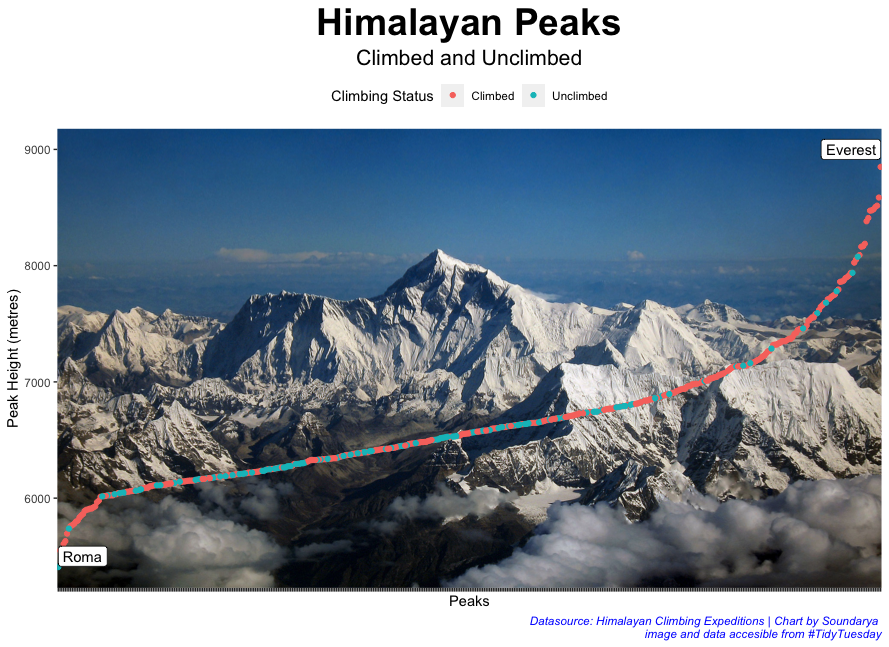 Himalayan Peaks
Climbed and Unclimbed
Climbing Status Climbed Unclimbed
9000
Everest
8000
Peak Height (metres)
7000
6000
Roma
Peaks
Datasource: Himalayan Climbing Expeditions | Chart by Soundarya
image and data accesible from #TidyTuesday